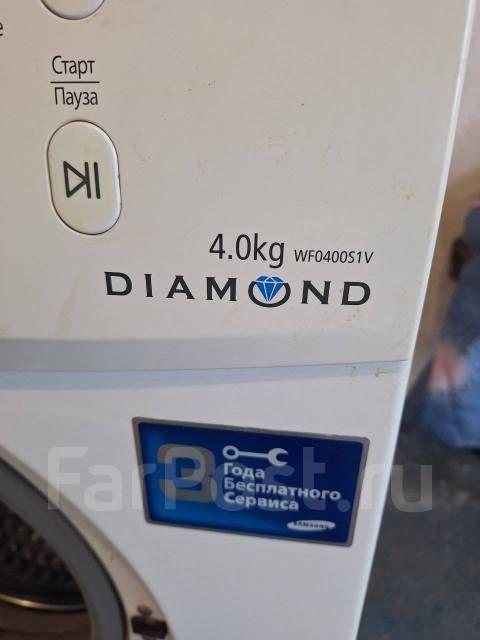 е
Старт
Пауза
4.0kg WF0400S1V
DIAMOND
3
Года
Бесплатного
Сервиса
SAMSUNG
FarPost.ru